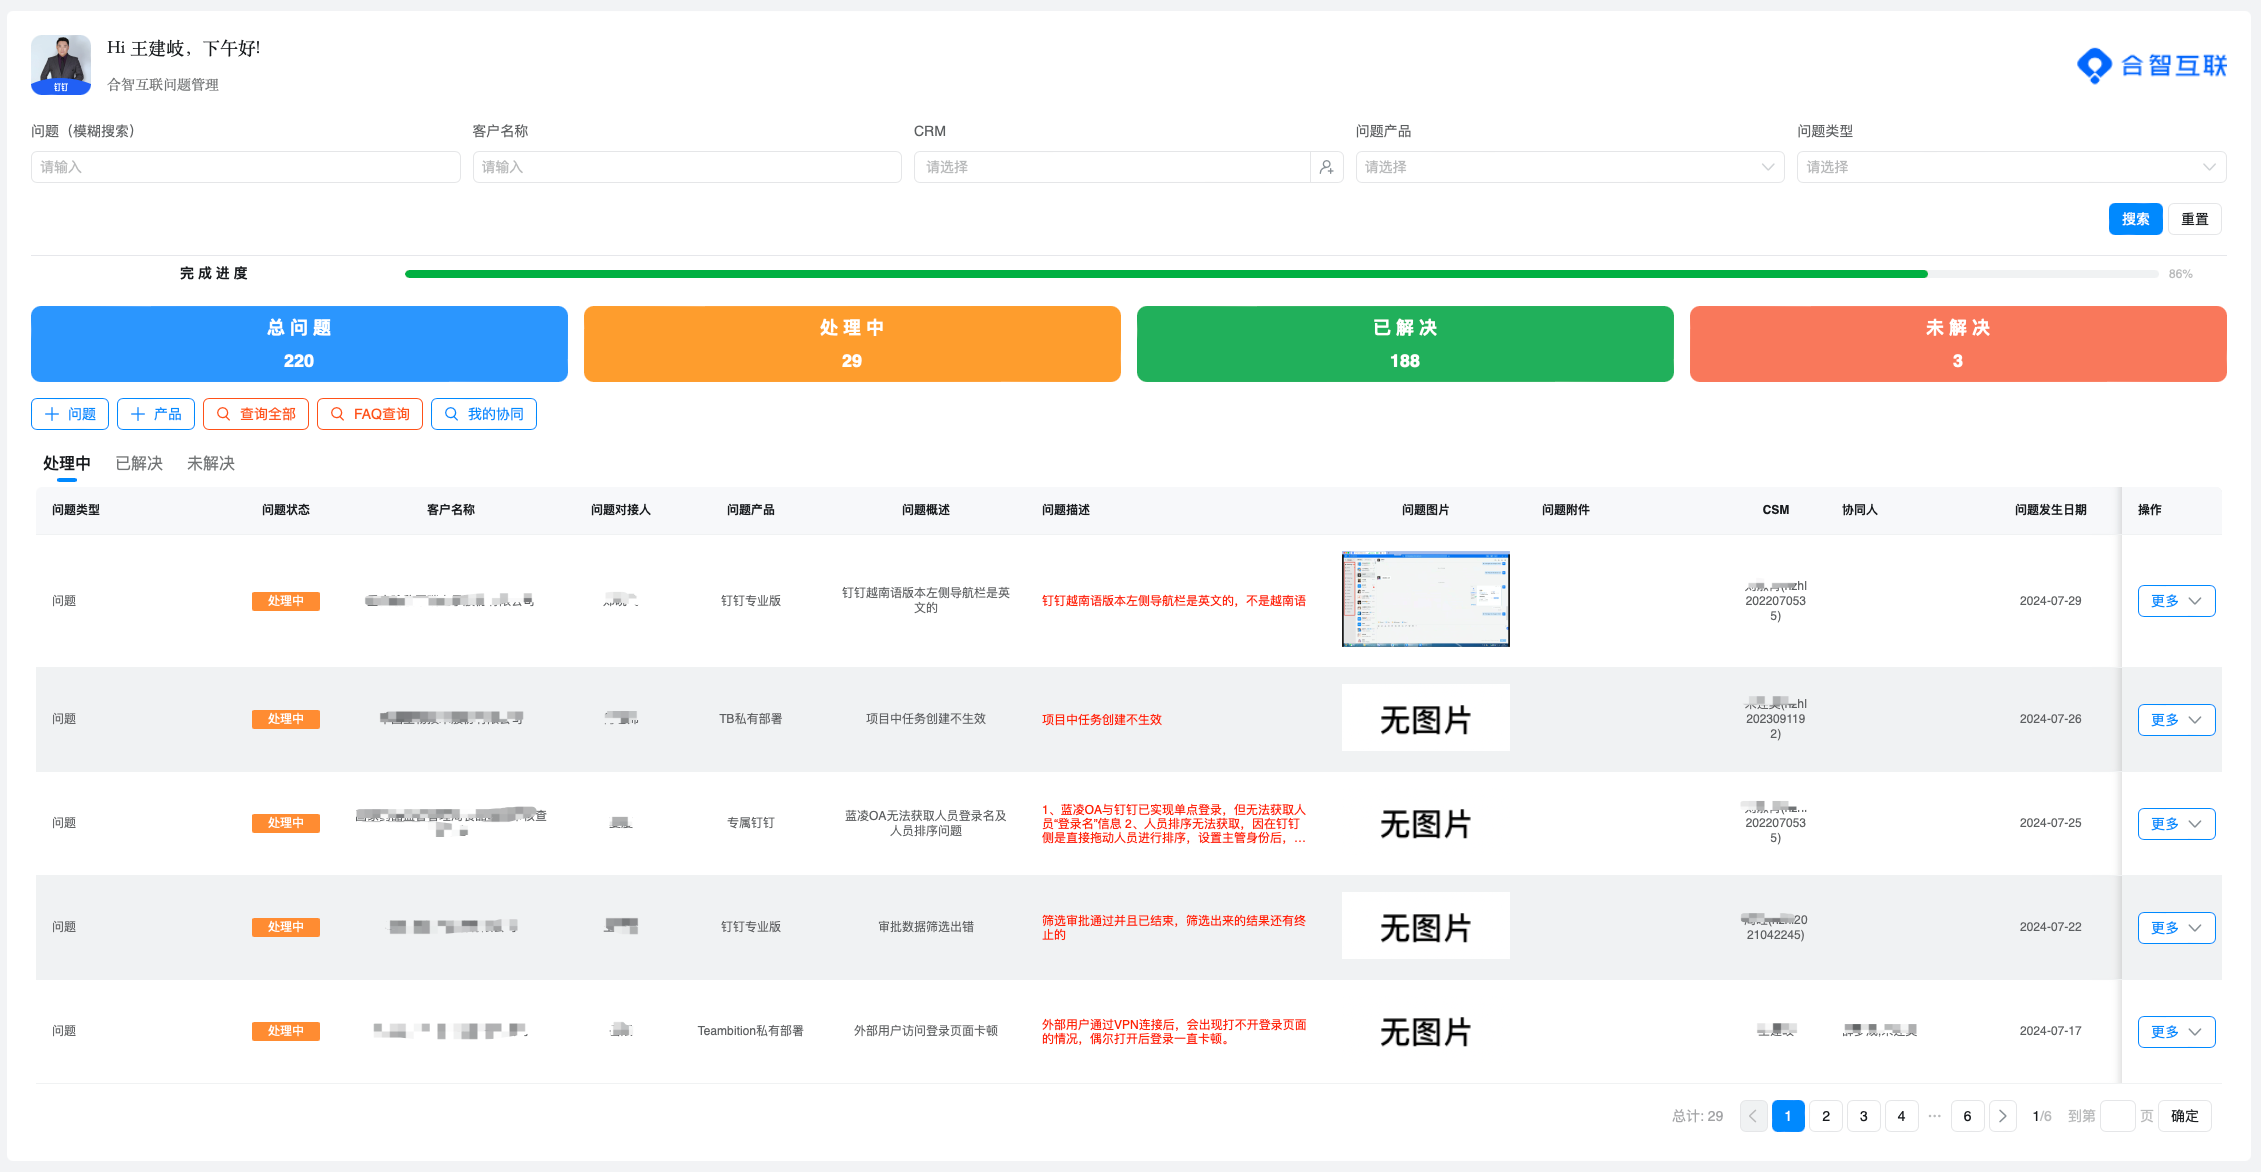 Hi 王建岐，下午好!
钉钉
合智互联问题管理
合智互联
问题（模糊搜索）
客户名称
CRM
问题产品
问题类型
请输入
请输入
请选择
请选择
请选择
搜索
重置
完成进度
86%
总问题
220
处理中
29
已解决
188
未解决
3
问题
产品
查询全部
FAQ查询
我的协同
处理中
已解决
未解决
问题类型 问题状态 客户名称 问题对接人 问题产品 问题概述 问题描述 问题图片 问题附件 CSM 协同人 问题发生日期 操作
问题
处理中
钉钉专业版
钉钉越南语版本左侧导航栏是英
文的
钉钉越南语版本左侧导航栏是英文的，不是越南语
202207053
5)
2024-07-29
更多
问题
处理中
TB私有部署
项目中任务创建不生效
项目中任务创建不生效
无图片
202309119
2)
2024-07-26
更多
问题
处理中
专属钉钉
蓝凌OA无法获取人员登录名及
人员排序问题
1、蓝凌OA与钉钉已实现单点登录，但无法获取人
员“登录名”信息 2、人员排序无法获取，因在钉钉
侧是直接拖动人员进行排序，设置主管身份后，…
无图片
202207053
5)
2024-07-25
更多
问题
处理中
钉钉专业版
审批数据筛选出错
筛选审批通过并且已结束，筛选出来的结果还有终
止的
无图片
21042245)
2024-07-22
更多
问题
处理中
Teambition私有部署
外部用户访问登录页面卡顿
外部用户通过VPN连接后，会出现打不开登录页面
的情况，偶尔打开后登录一直卡顿。
无图片
2024-07-17
更多
总计: 29 1 2 3 4 ··· 6 1/6 到第 页 确定